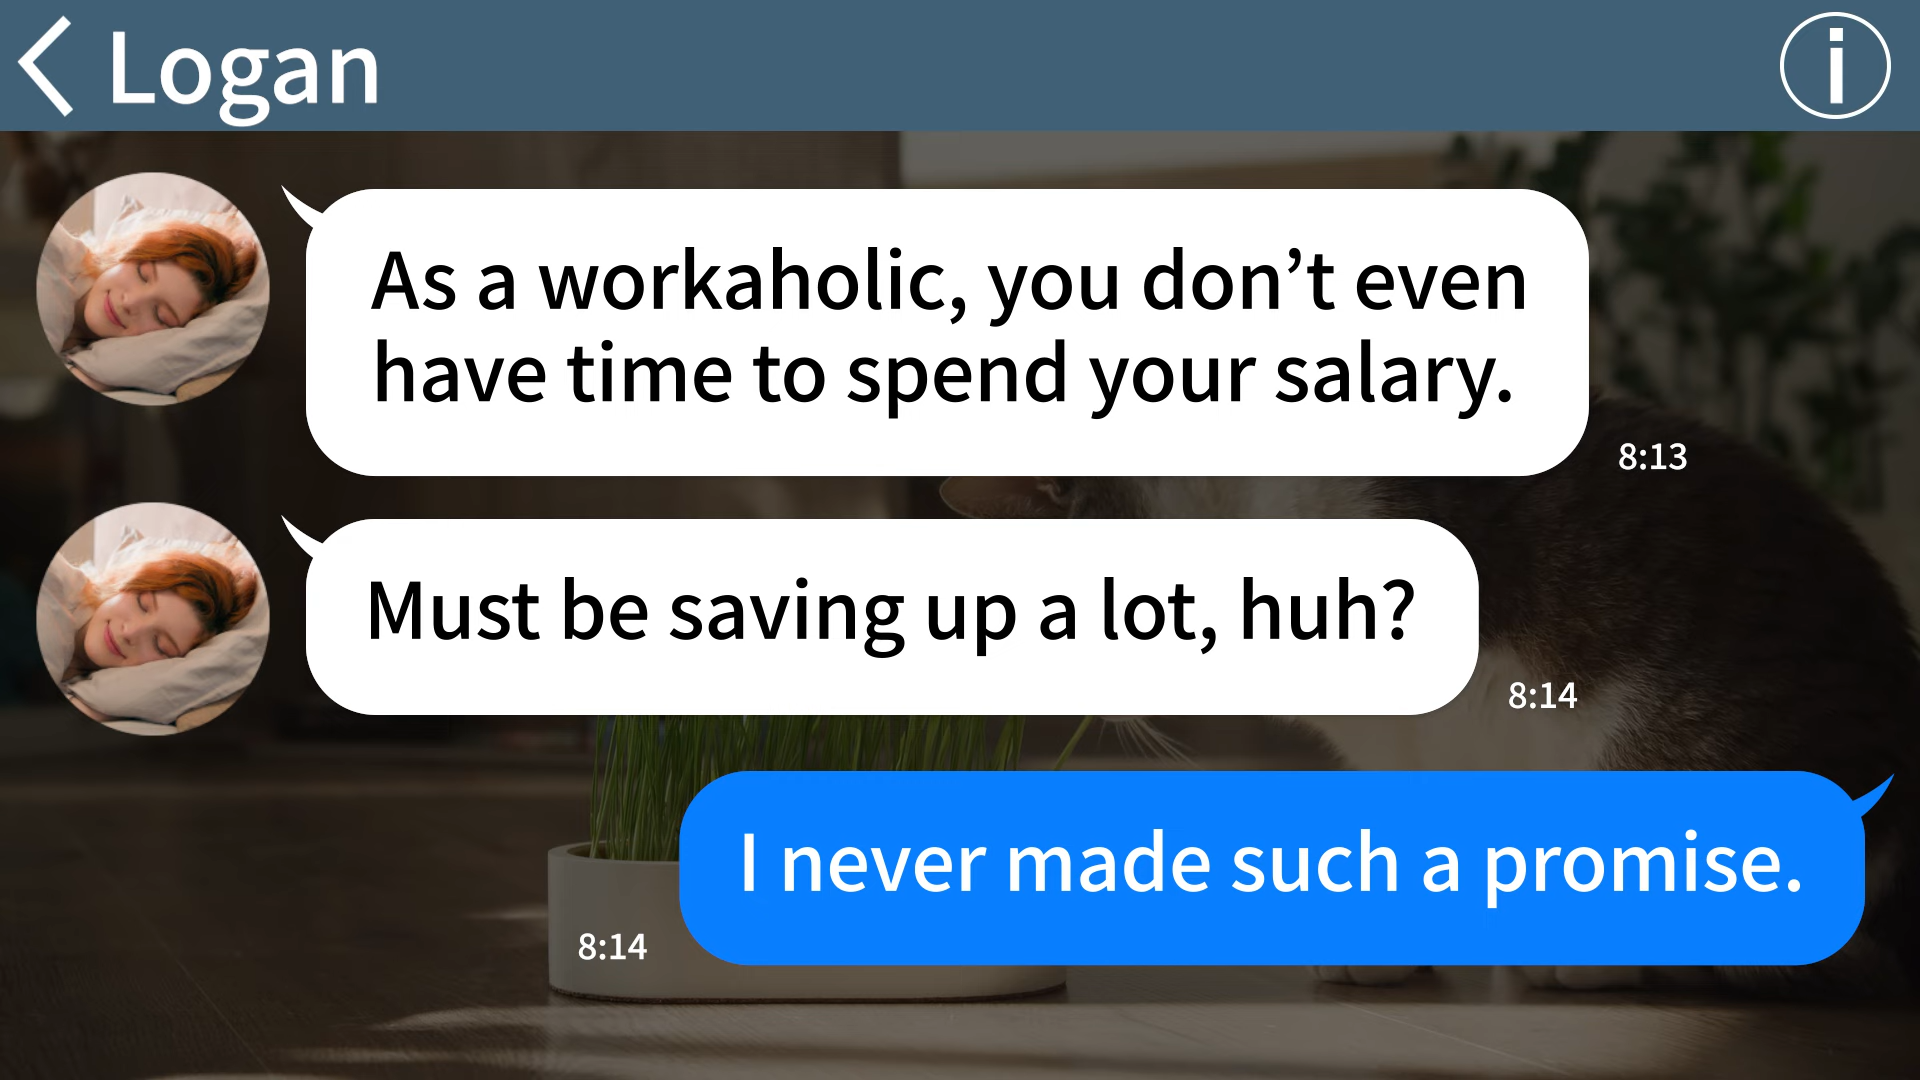 Logan
As a workaholic, you don’t even
have time to spend your salary.
8:13
Must be saving up a lot, huh?
8:14
I never made such a promise.
8:14